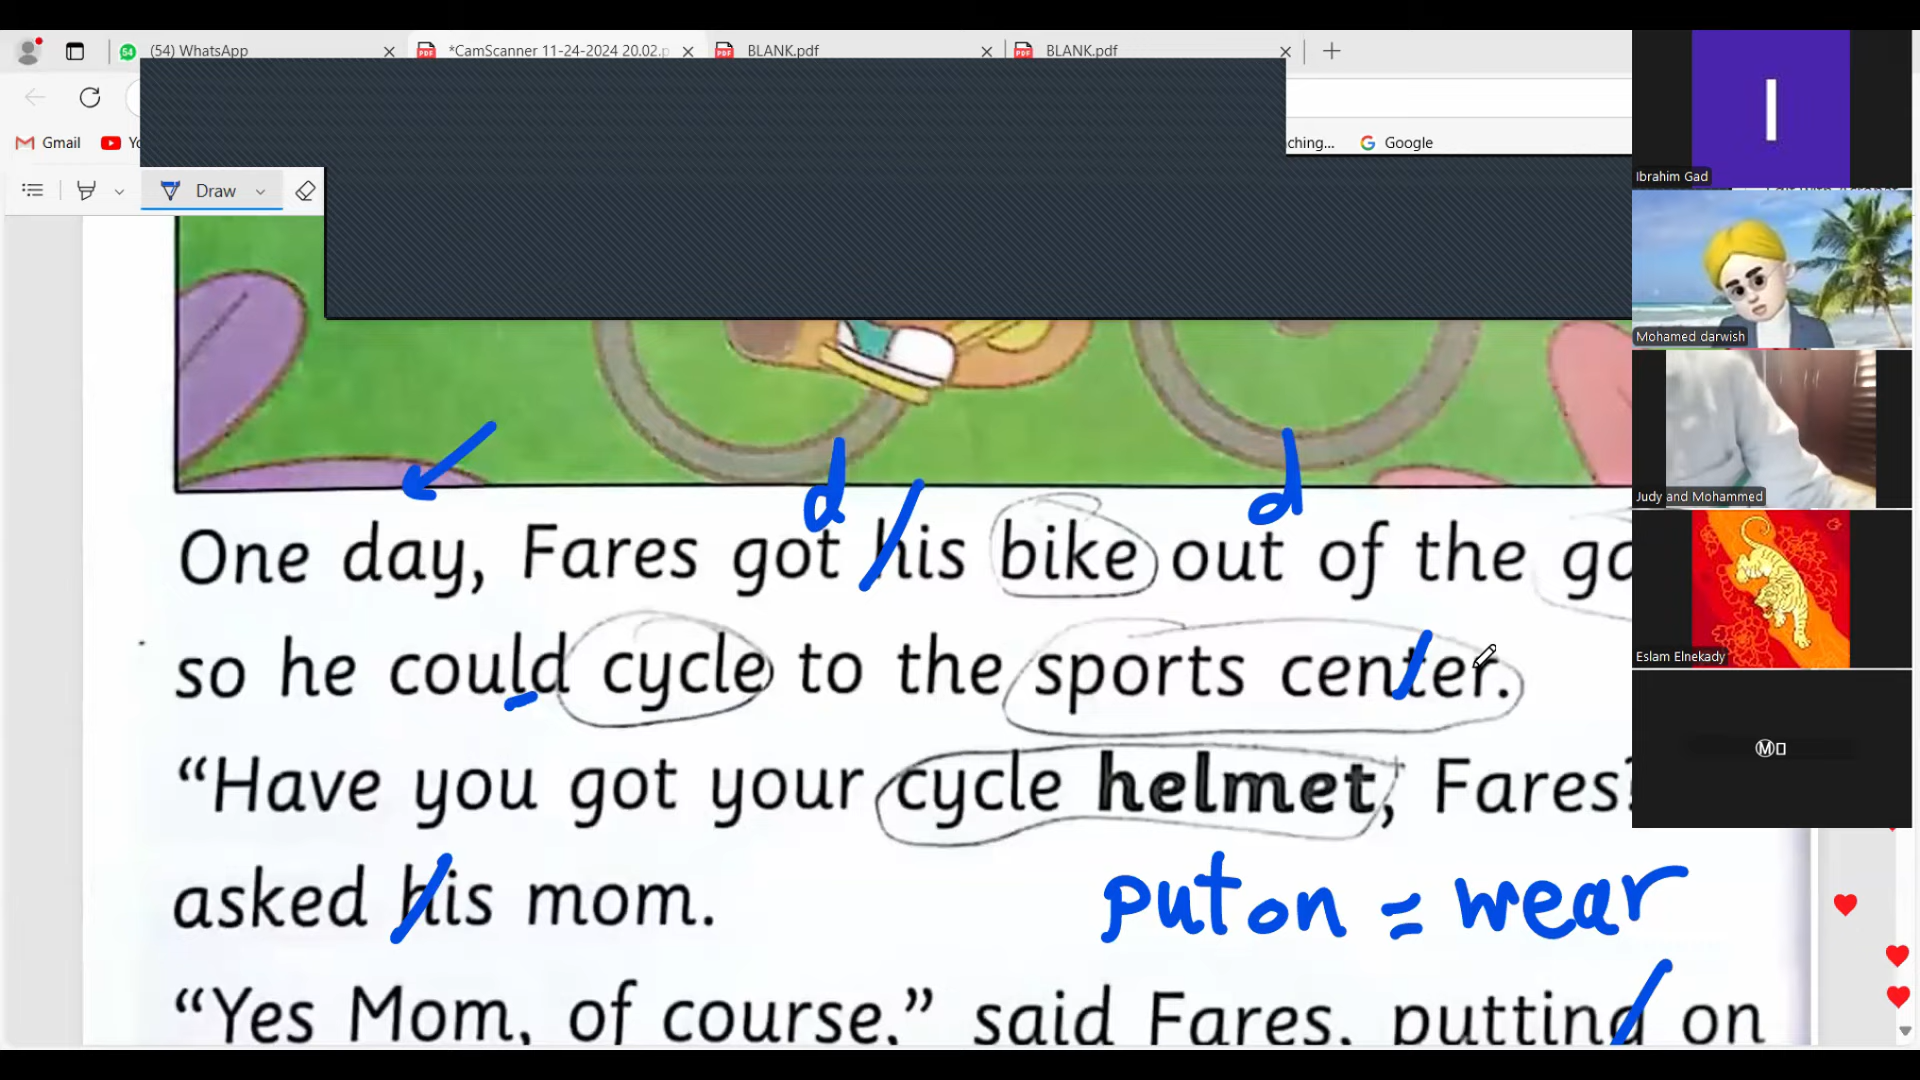 (54) WhatsApp
*CamScanner 11-24-2024 20.02.p
BLANK.pdf
BLANK.pdf
Gmail
ching...
Google
Draw
Ibrahim Gad
Mohamed darwish
Judy and Mohammed
Eslam Elnekady
d d
One day, Fares got his bike out of the
so he could cycle to the sports center.
“Have you got your cycle helmet, Fares?
asked his mom.
put on = wear
“Yes Mom, of course,” said Fares, putting on